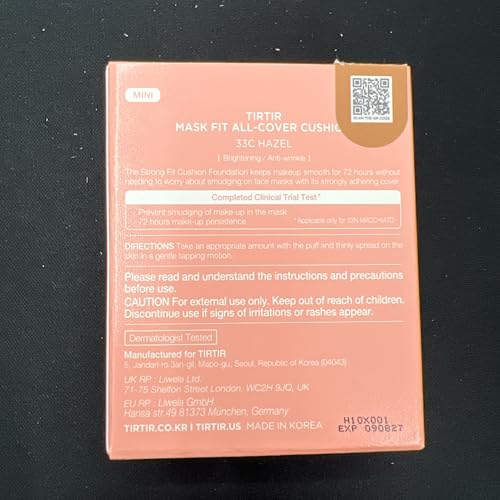 MINI
TIRTIR
MASK FIT ALL-COVER CUSHI
33C HAZEL
[ Brightening / Anti-wrinkle ]
SCAN THE QR CODE
The Strong Fit Cushion Foundation keeps makeup smooth for 72 hours without
needing to worry about smudging on face masks with its strongly adhering cover
Completed Clinical Trial Test*
Prevent smudging of make-up in the mask
72 hours make-up persistence
* Applicable only for 03N MACCHIATO
DIRECTIONS Take an appropriate amount with the puff and thinly spread on the
skin in a gentle tapping motion.
Please read and understand the instructions and precautions
before use.
CAUTION For external use only. Keep out of reach of children.
Discontinue use if signs of irritations or rashes appear.
Dermatologist Tested
Manufactured for TIRTIR
5, Jandari-ro 3an-gil, Mapo-gu, Seoul, Republic of Korea (04043)
UK RP : Liwela Ltd.
71-75 Shelton Street London, WC2H 9JQ, UK
EU RP : Liwela GmbH.
Hansa str.49 81373 München, Germany
TIRTIR.CO.KR I TIRTIR.US MADE IN KOREA
H10X001
EXP 090827